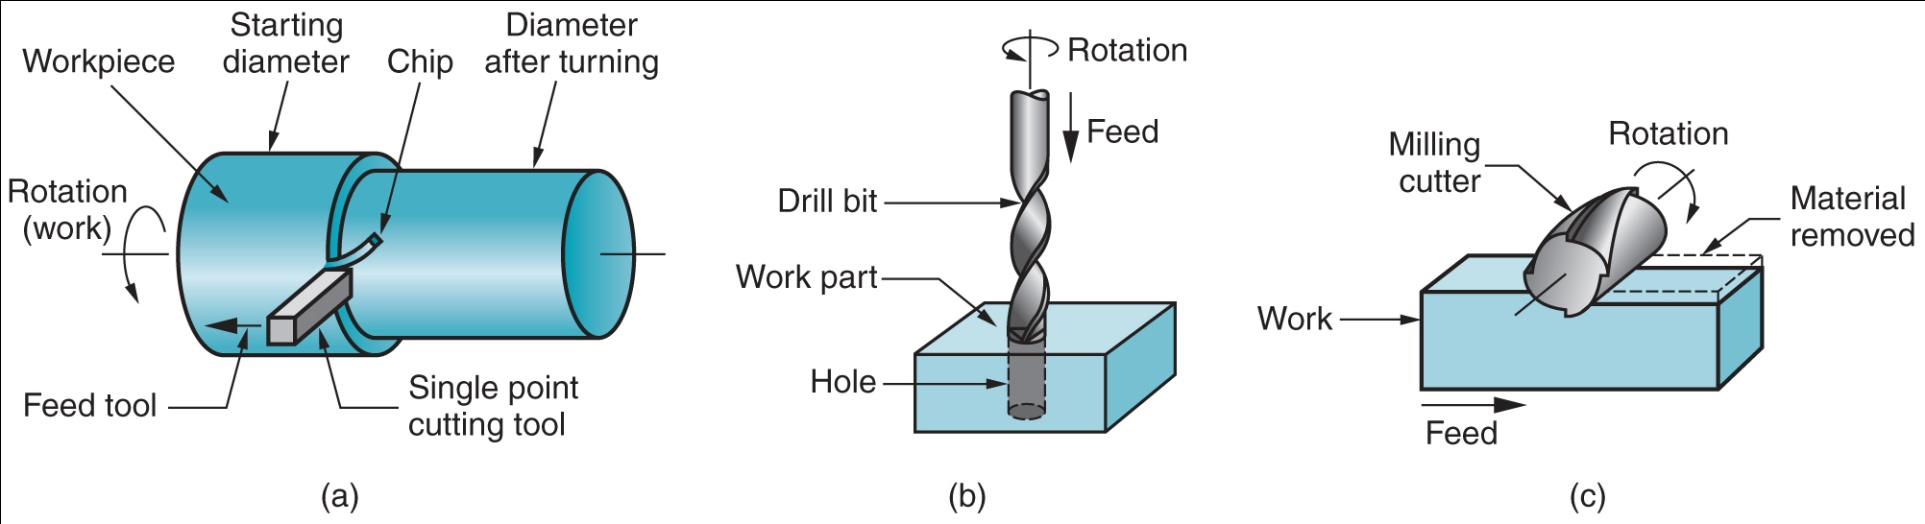 Starting
diameter
Diameter
after turning
Workpiece
Chip
Rotation
(work)
Feed tool
Single point
cutting tool
(a)
Rotation
Feed
Drill bit
Work part
Hole
(b)
Milling
cutter
Rotation
Material
removed
Work
Feed
(c)